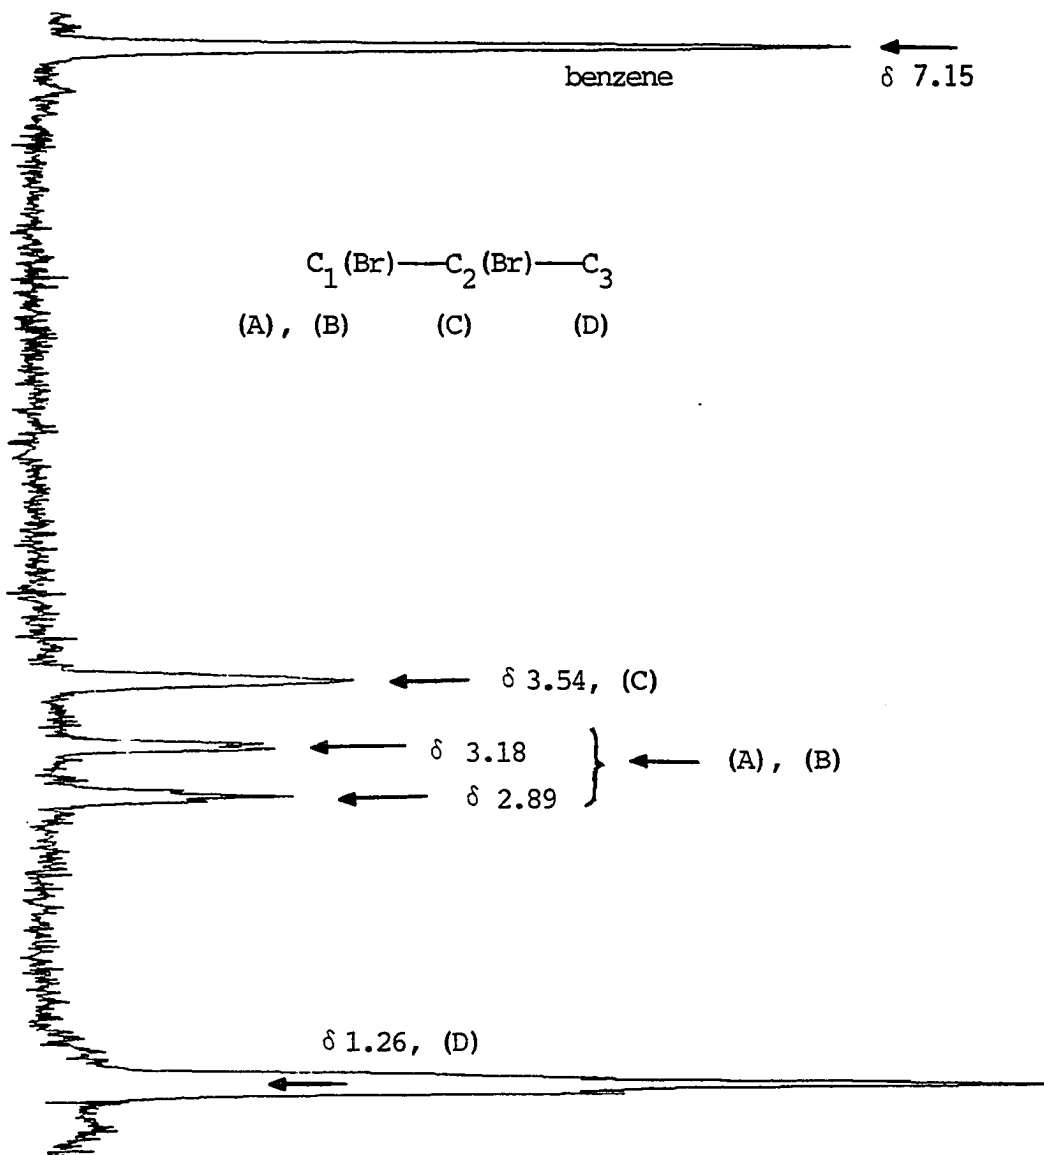 benzene
δ 7.15
C₁(Br)—C₂(Br)—C₃
(A), (B) (C) (D)
δ 3.54, (C)
δ 3.18
(A), (B)
δ 2.89
δ 1.26, (D)